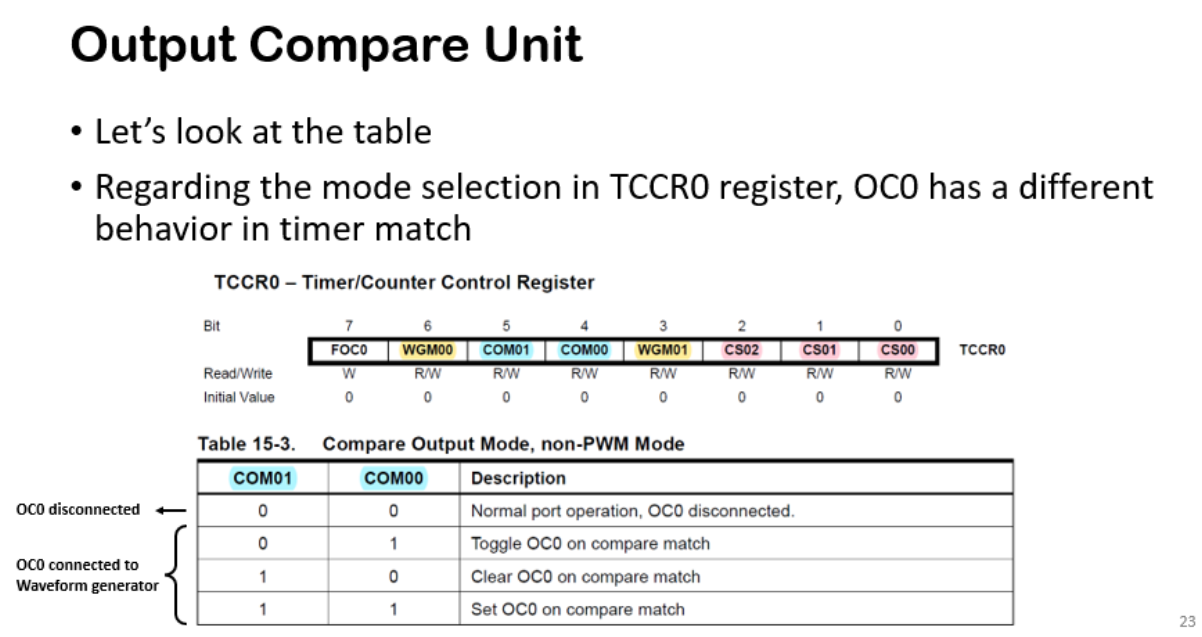 Output Compare Unit
• Let's look at the table
• Regarding the mode selection in TCCR0 register, OC0 has a different
behavior in timer match
TCCR0 – Timer/Counter Control Register
Bit 7 6 5 4 3 2 1 0
FOC0 WGM00 COM01 COM00 WGM01 CS02 CS01 CS00 TCCR0
Read/Write W R/W R/W R/W R/W R/W R/W R/W
Initial Value 0 0 0 0 0 0 0 0
Table 15-3. Compare Output Mode, non-PWM Mode
COM01 COM00 Description
OC0 disconnected 0 0 Normal port operation, OC0 disconnected.
0 1 Toggle OC0 on compare match
OC0 connected to
Waveform generator
1 0 Clear OC0 on compare match
1 1 Set OC0 on compare match
23